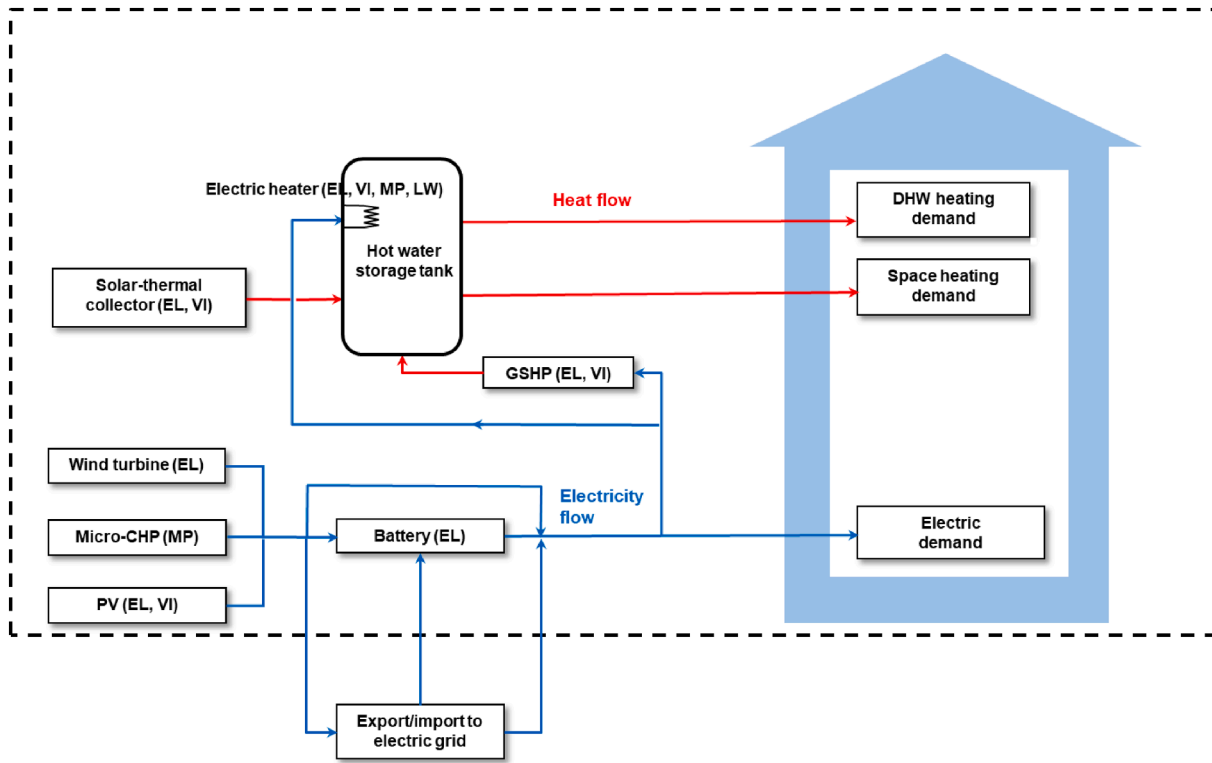 Electric heater (EL, VI, MP, LW)
Heat flow
DHW heating
demand
Hot water
storage tank
Solar-thermal
collector (EL, VI)
Space heating
demand
GSHP (EL, VI)
Wind turbine (EL)
Electricity
flow
Micro-CHP (MP)
Battery (EL)
Electric
demand
PV (EL, VI)
Export/import to
electric grid